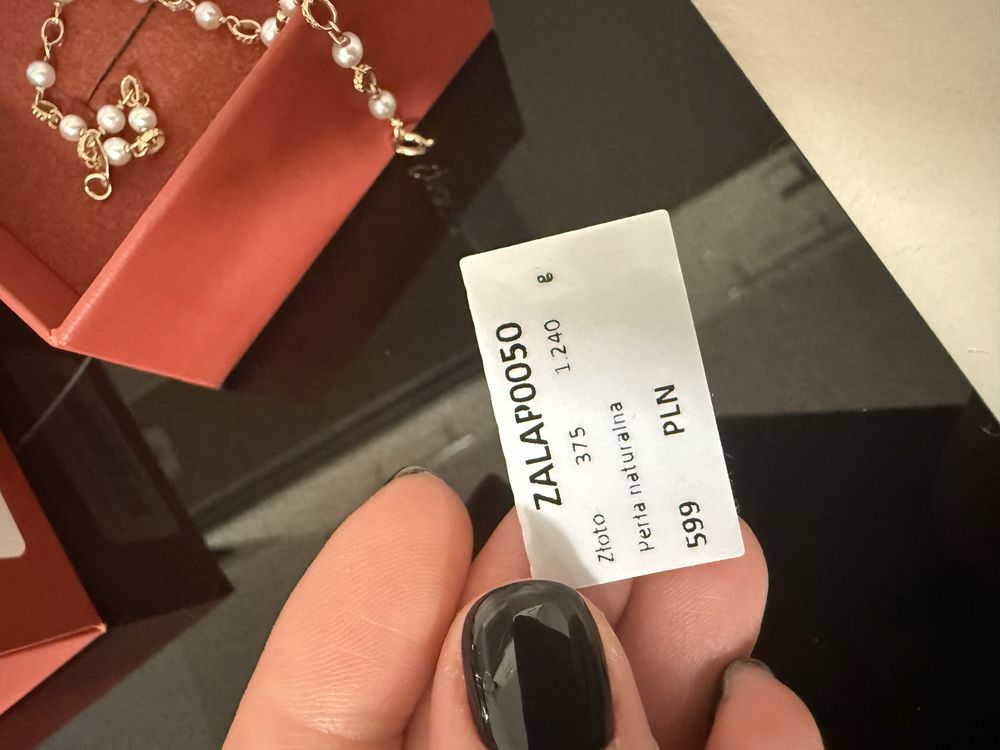 ZALAP0050
Złoto 375 1.240 g
Perła naturalna
599 PLN